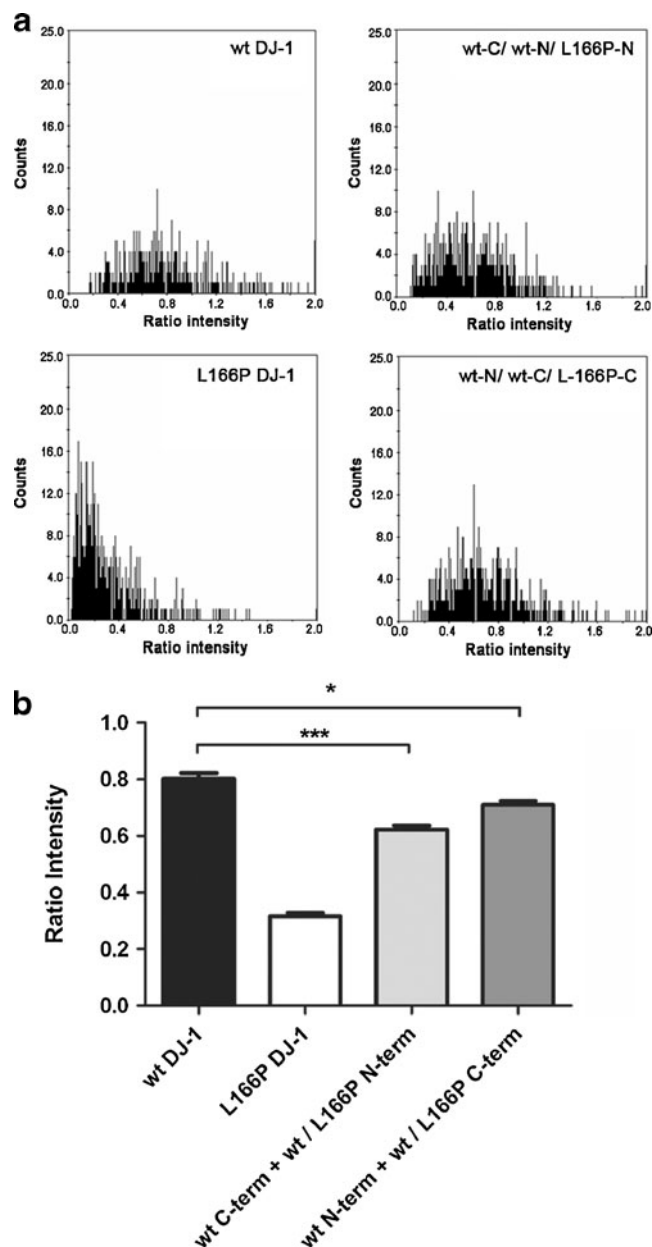 a
wt DJ-1
25.0
20.0
16.0
12.0
8.0
4.0
0.0
Counts
0.0 0.4 0.8 1.2 1.6 2.0
Ratio intensity
wt-C/ wt-N/ L166P-N
25.0
20.0
16.0
12.0
8.0
4.0
0.0
Counts
0.0 0.4 0.8 1.2 1.6 2.0
Ratio intensity
L166P DJ-1
25.0
20.0
16.0
12.0
8.0
4.0
0.0
Counts
0.0 0.4 0.8 1.2 1.6 2.0
Ratio intensity
wt-N/ wt-C/ L-166P-C
25.0
20.0
16.0
12.0
8.0
4.0
0.0
Counts
0.0 0.4 0.8 1.2 1.6 2.0
Ratio intensity
b
*
***
1.0
0.8
0.6
0.4
0.2
0.0
Ratio Intensity
wt DJ-1
L166P DJ-1
wt C-term + wt / L166P N-term
wt N-term + wt / L166P C-term